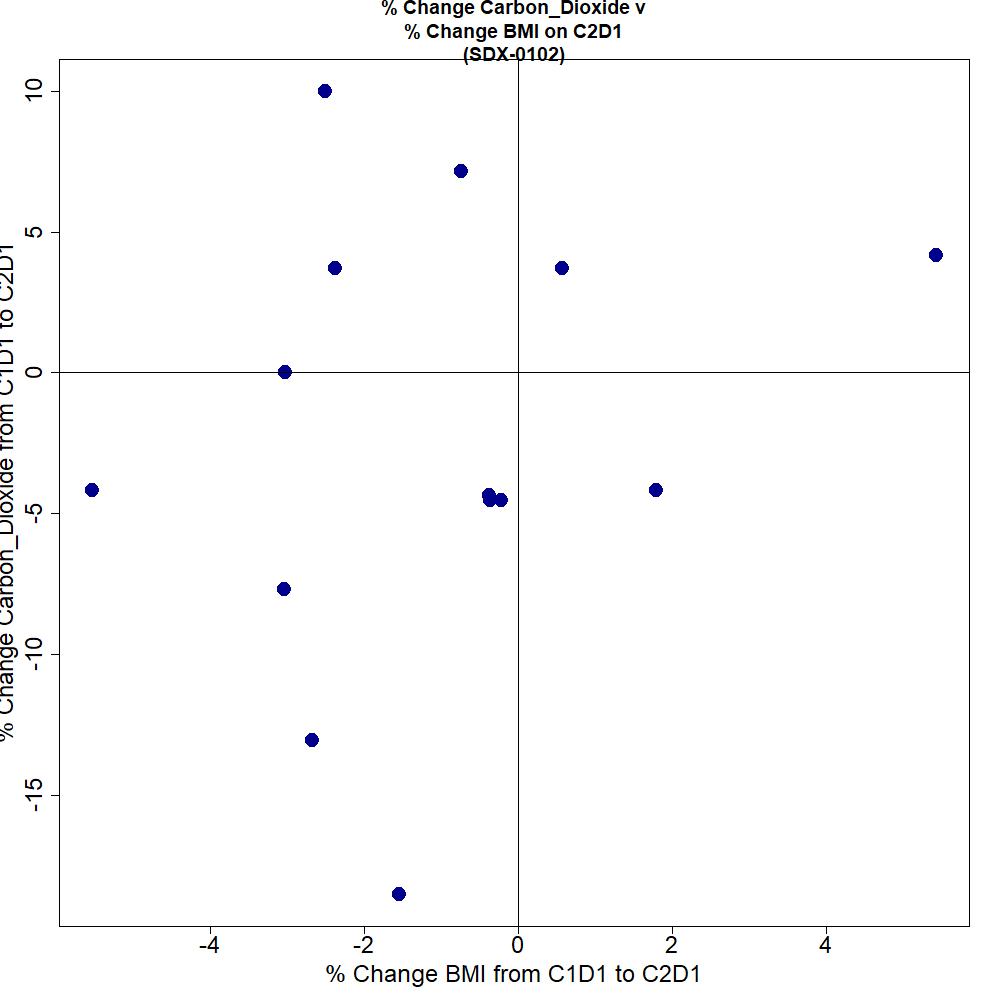 % Change Carbon_Dioxide v
% Change BMI on C2D1
(SDX-0102)
% Change Carbon_Dioxide from C1D1 to C2D1
10
5
0
-5
-10
-15
-4
-2
0
2
4
% Change BMI from C1D1 to C2D1